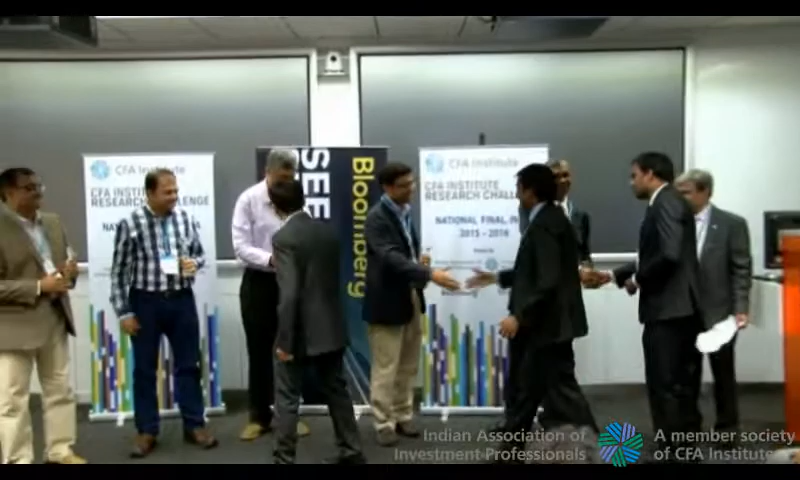 CFA Institute
CFA INSTITUTE
RESEARCH CHALLENGE
SEE
Bloomberg
CFA Institute
CFA INSTITUTE
RESEARCH CHALLENGE
NATIONAL FINAL, IN
2015 - 2016
Indian Association of
Investment Professionals
A member society
of CFA Institute